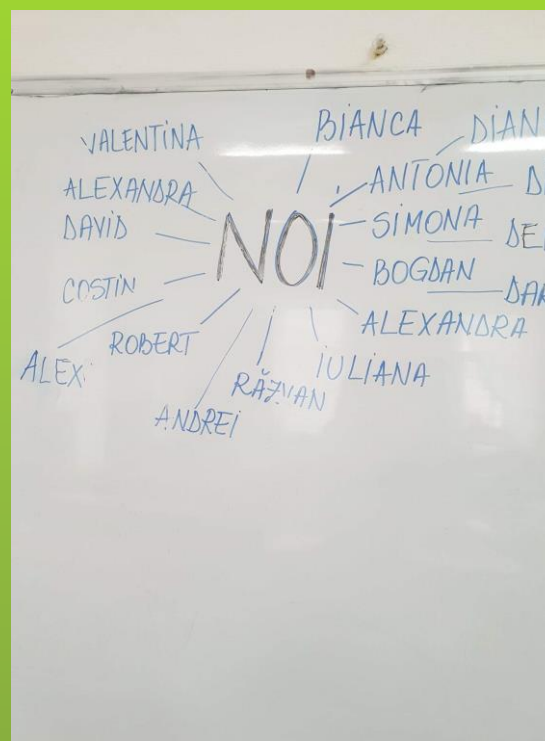 VALENTINA
BIANCA
ALEXANDRA
ANTONIA
DAVID
NOI
SIMONA
COSTIN
BOGDAN
ALEXANDRA
ROBERT
ALEX
IULIANA
RĂZVAN
ANDREI